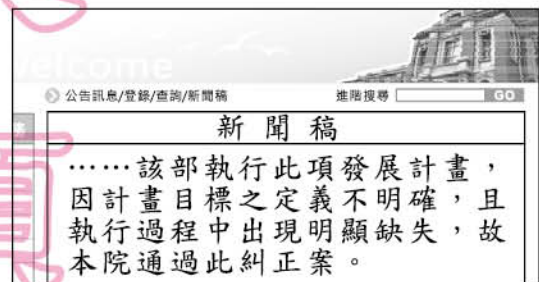 Welcome
公告訊息/登錄/查詢/新聞稿 進階搜尋 GO
新聞稿
……該部執行此項發展計畫，
因計畫目標之定義不明確，且
執行過程中出現明顯缺失，故
本院通過此糾正案。